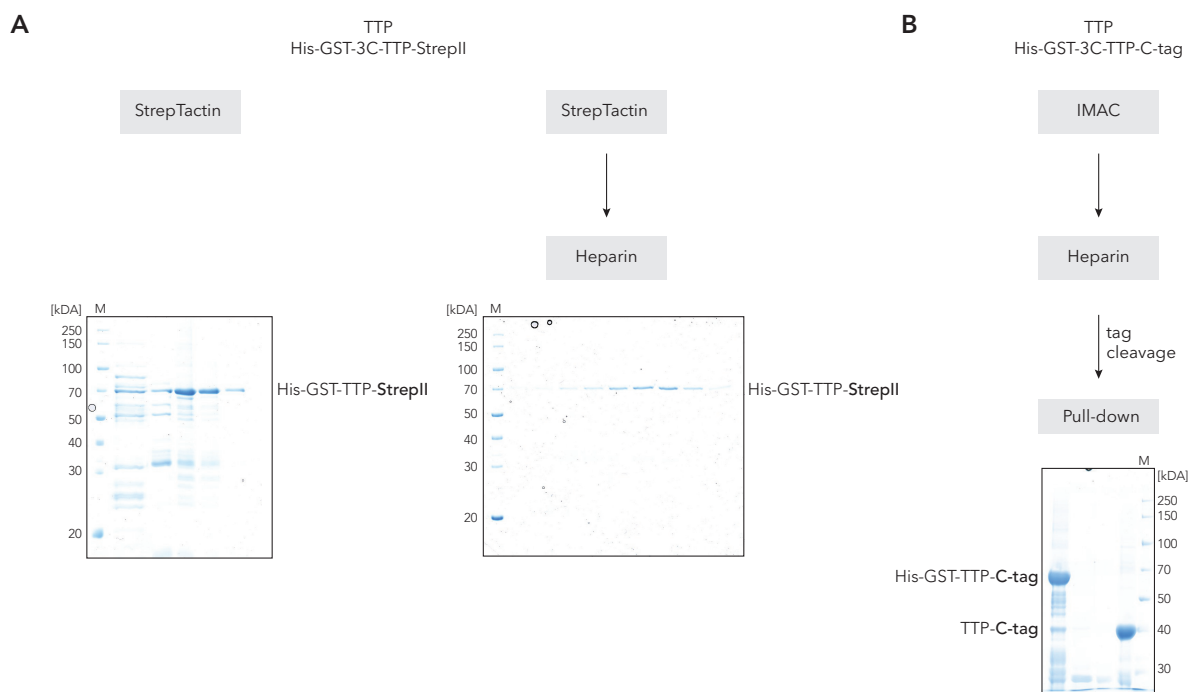 A
TTP
His-GST-3C-TTP-StrepII
StrepTactin
StrepTactin
Heparin
[kDA] M
250
150
100
70
50
40
30
20
His-GST-TTP-StrepII
[kDA] M
250
150
100
70
50
40
30
20
His-GST-TTP-StrepII
B
TTP
His-GST-3C-TTP-C-tag
IMAC
Heparin
tag
cleavage
Pull-down
M
[kDA]
250
150
100
70
50
40
30
His-GST-TTP-C-tag
TTP-C-tag